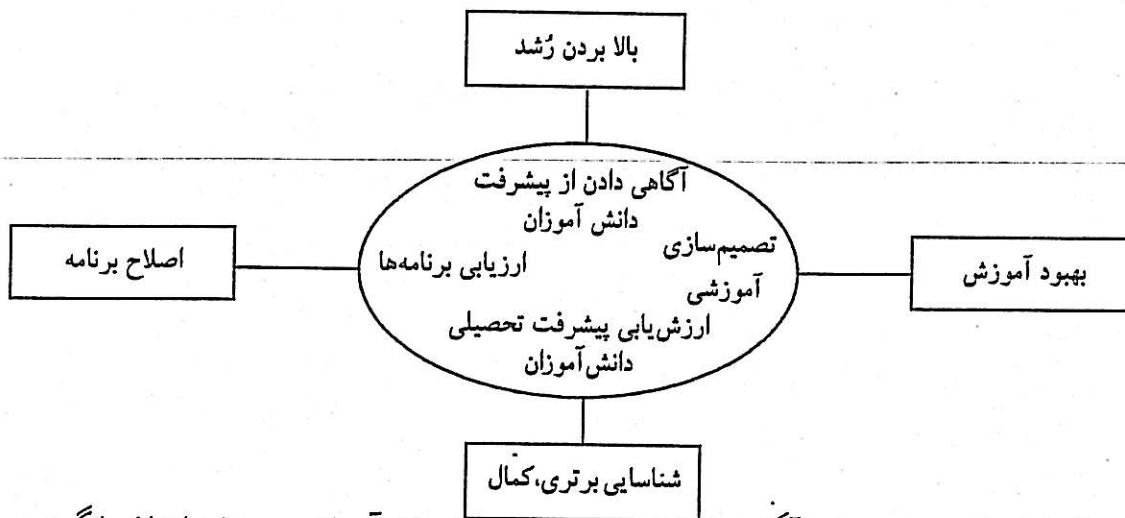 بالا بردن رُشد
آگاهی دادن از پیشرفت
دانش آموزان
تصمیم‌سازی
ارزیابی برنامه‌ها
آموزشی
ارزش‌یابی پیشرفت تحصیلی
دانش‌آموزان
بهبود آموزش
اصلاح برنامه
شناسایی برتری،کمال